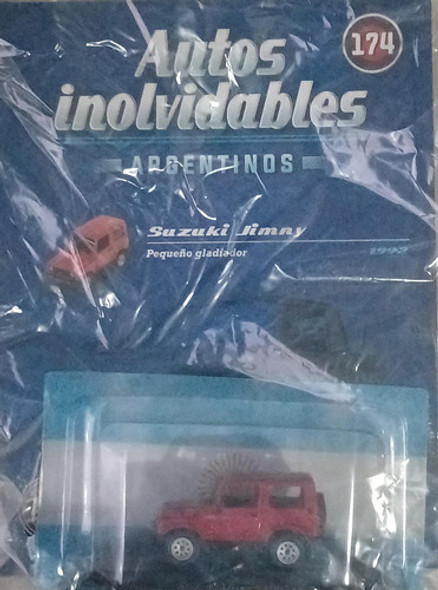 174
Autos
inolvidables
ARGENTINOS
Suzuki Jimny
Pequeño gladiador